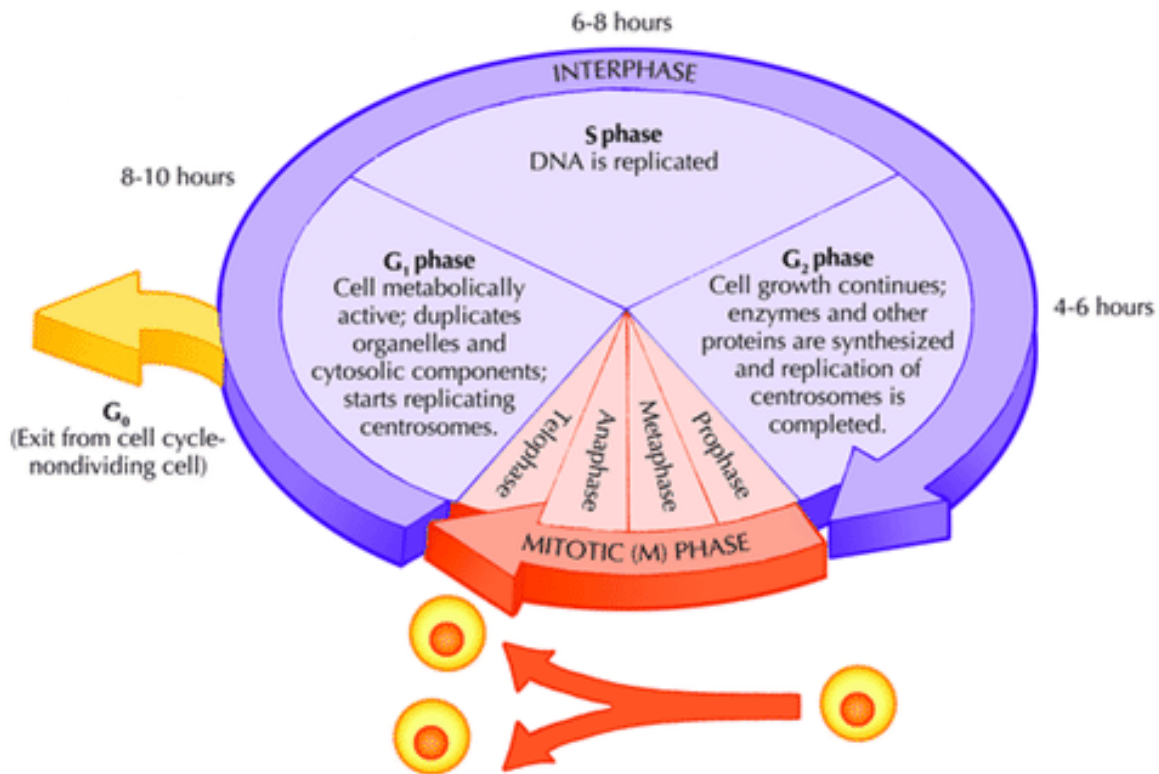 6-8 hours
INTERPHASE
S phase
DNA is replicated
8-10 hours
G₁ phase
Cell metabolically
active; duplicates
organelles and
cytosolic components;
starts replicating
centrosomes.
G₂ phase
Cell growth continues;
enzymes and other
proteins are synthesized
and replication of
centrosomes is
completed.
4-6 hours
G₀
(Exit from cell cycle-
nondividing cell)
Telophase
Anaphase
Metaphase
Prophase
MITOTIC (M) PHASE